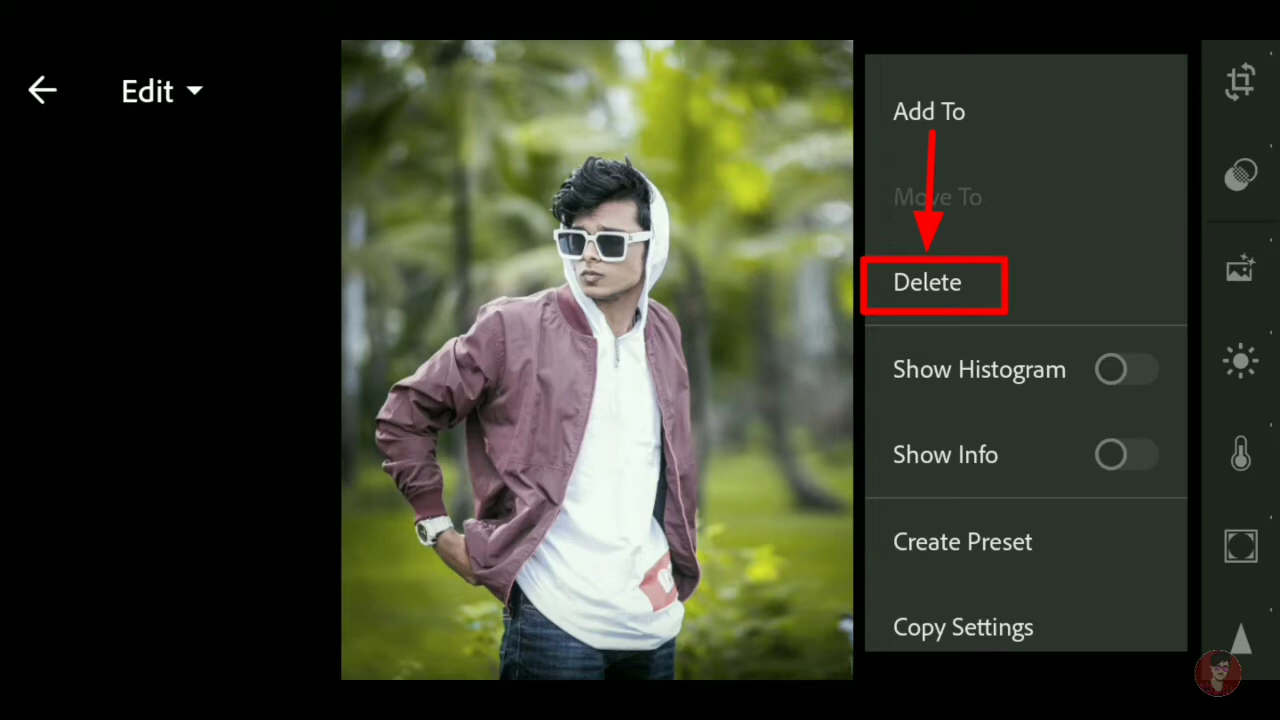 Edit
Add To
Move To
Delete
Show Histogram
Show Info
Create Preset
Copy Settings